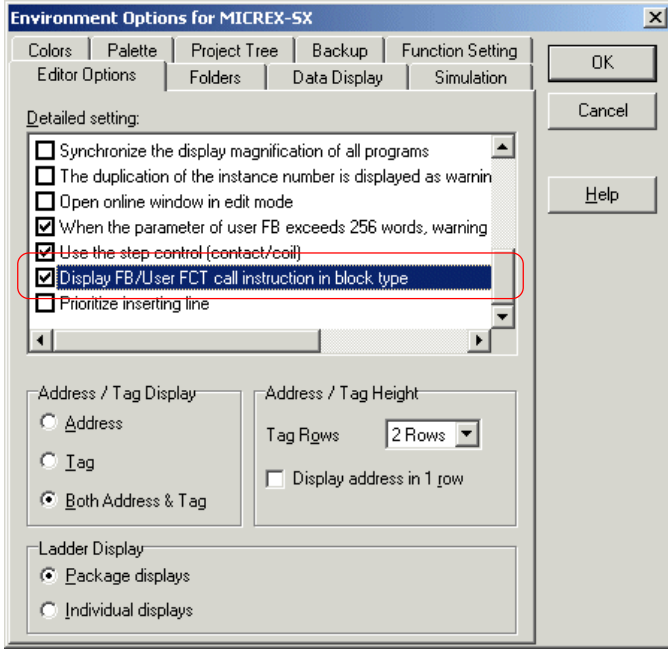 Environment Options for MICREX-SX
Colors Palette Project Tree Backup Function Setting
Editor Options Folders Data Display Simulation
OK
Cancel
Help
Detailed setting:
Synchronize the display magnification of all programs
The duplication of the instance number is displayed as warnin
Open online window in edit mode
When the parameter of user FB exceeds 256 words, warning
Use the step control (contact/coil)
Display FB/User FCT call instruction in block type
Prioritize inserting line
Address / Tag Display
Address
Tag
Both Address & Tag
Address / Tag Height
Tag Rows 2 Rows
Display address in 1 row
Ladder Display
Package displays
Individual displays